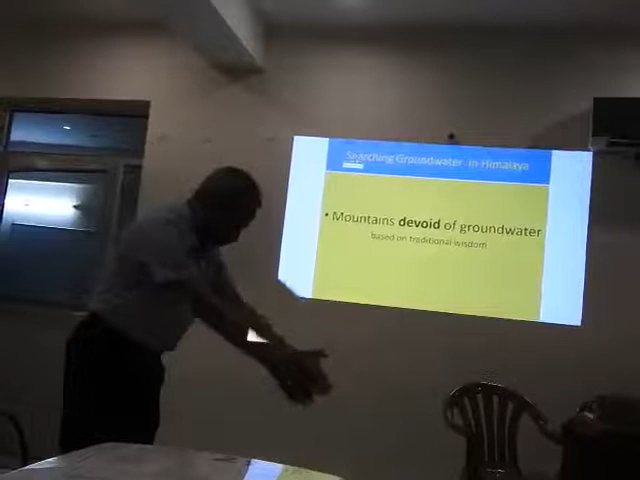 Searching Groundwater in Himalaya
• Mountains devoid of groundwater
based on traditional wisdom